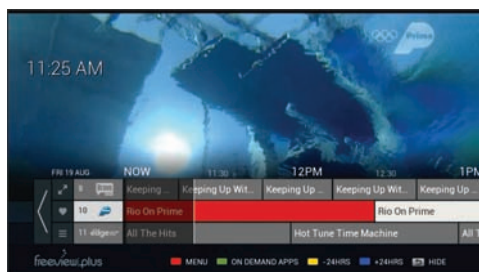 Prime
11:25 AM
FRI 19 AUG NOW 11:30 12PM 12:30 1PM
8 Keeping ... Keeping Up Wit... Keeping Up ... Keeping Up Wit... Keeping Up ...
10 Rio On Prime Rio On Prime
11 All The Hits Hot Tune Time Machine All T
freeview plus MENU ON DEMAND APPS -24HRS +24HRS HIDE